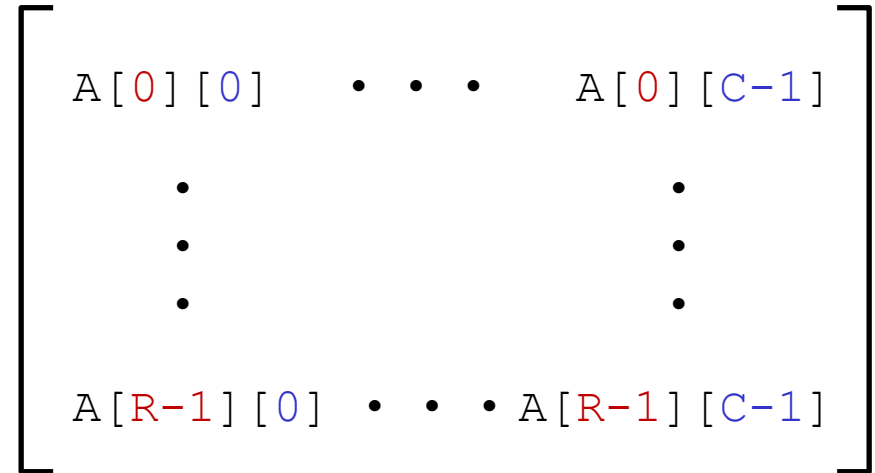 A[0][0] • • • A[0][C-1]
• •
• •
• •
A[R-1][0] • • • A[R-1][C-1]